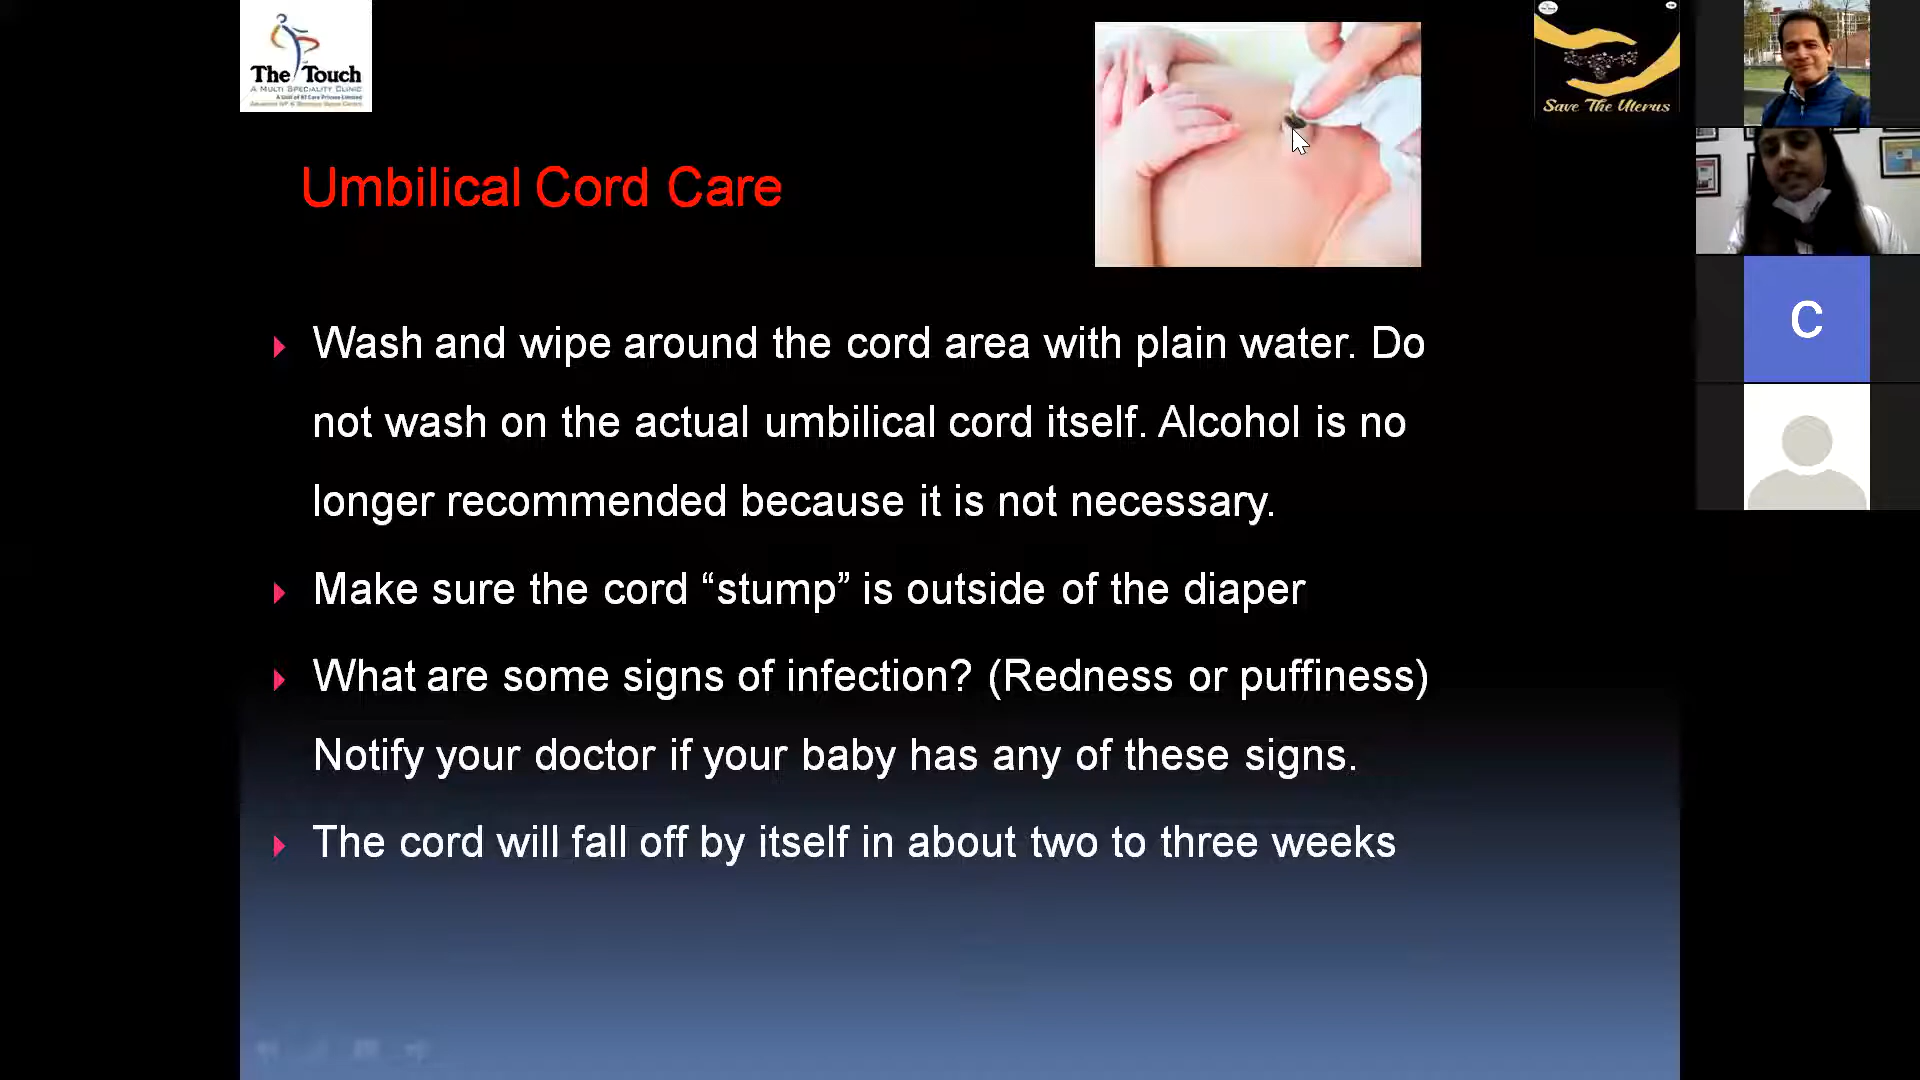 The Touch
A MULTI SPECIALITY CLINIC
Save The Uterus
Umbilical Cord Care
Wash and wipe around the cord area with plain water. Do
not wash on the actual umbilical cord itself. Alcohol is no
longer recommended because it is not necessary.
Make sure the cord “stump” is outside of the diaper
What are some signs of infection? (Redness or puffiness)
Notify your doctor if your baby has any of these signs.
The cord will fall off by itself in about two to three weeks
C